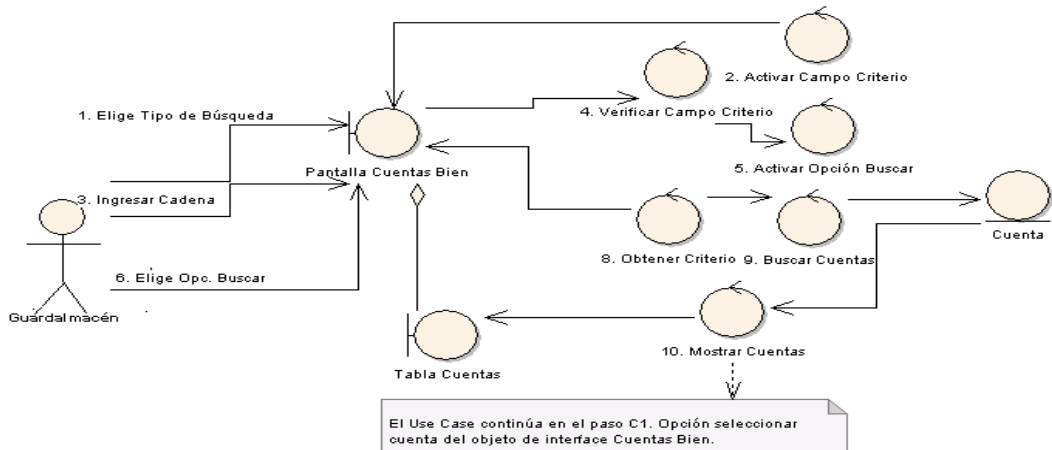 2. Activar Campo Criterio
1. Elige Tipo de Búsqueda
4. Verificar Campo Criterio
Pantalla Cuentas Bien
5. Activar Opción Buscar
3. Ingresar Cadena
Cuenta
8. Obtener Criterio
9. Buscar Cuentas
6. Elige Opc. Buscar
Guardalmacén
10. Mostrar Cuentas
Tabla Cuentas
El Use Case continúa en el paso C1. Opción seleccionar
cuenta del objeto de interface Cuentas Bien.